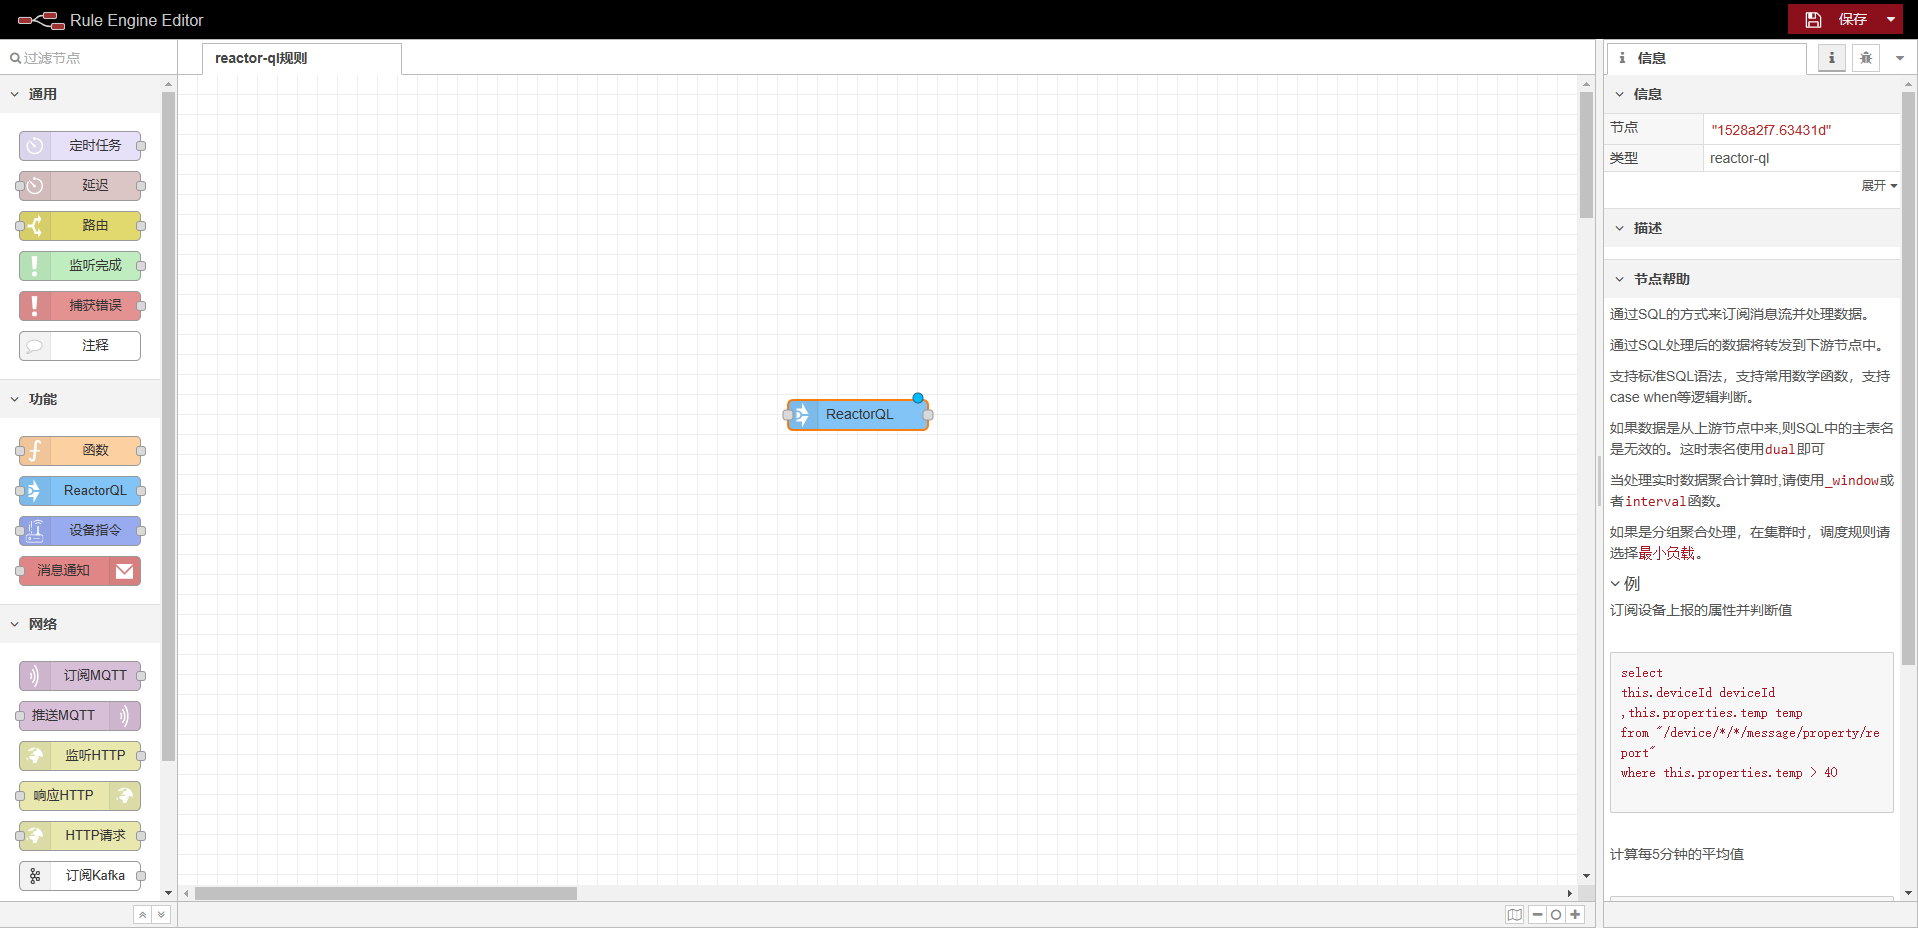 Rule Engine Editor
保存
过滤节点
reactor-ql规则
通用
定时任务
延迟
路由
监听完成
捕获错误
注释
功能
函数
ReactorQL
设备指令
消息通知
网络
订阅MQTT
推送MQTT
监听HTTP
响应HTTP
HTTP请求
订阅Kafka
ReactorQL
信息
信息
节点
"1528a2f7.63431d"
类型
reactor-ql
展开
描述
节点帮助
通过SQL的方式来订阅消息流并处理数据。
通过SQL处理后的数据将转发到下游节点中。
支持标准SQL语法，支持常用数学函数，支持
case when等逻辑判断。
如果数据是从上游节点中来,则SQL中的主表名
是无效的。这时表名使用dual即可
当处理实时数据聚合计算时,请使用_window或
者interval函数。
如果是分组聚合处理，在集群时，调度规则请
选择最小负载。
例
订阅设备上报的属性并判断值
select
this.deviceId deviceId
,this.properties.temp temp
from "/device/*/*/message/property/re
port"
where this.properties.temp > 40
计算每5分钟的平均值